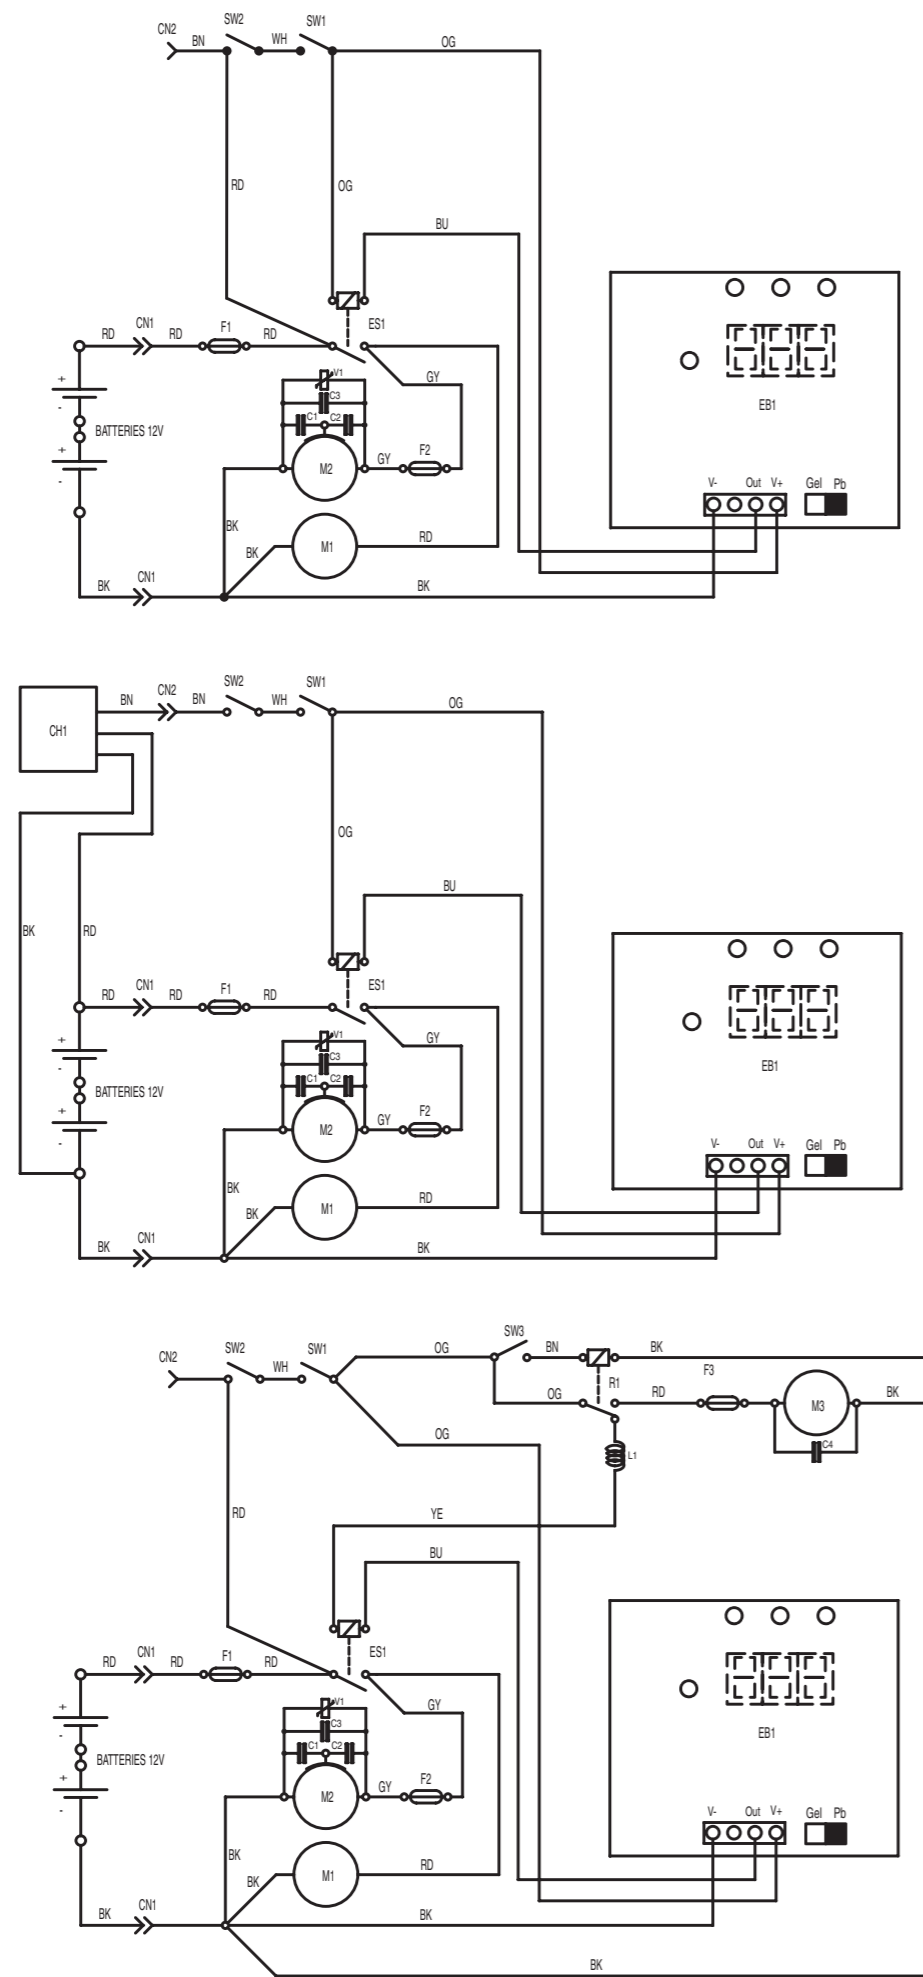 CN2 BN SW2 WH SW1 OG
RD OG
BU
ES1
RD CN1 RD F1 RD
V1 GY
+ C3
- BATTERIES 12V C1 C2
+ M2 GY F2
-
BK
BK M1 RD
BK CN1 BK
EB1
V- Out V+ Gel Pb
CH1 BN CN2 BN SW2 WH SW1 OG
OG
BU
BK RD
ES1
RD CN1 RD F1 RD
V1 GY
+ C3
- BATTERIES 12V C1 C2
+ M2 GY F2
-
BK
BK M1 RD
BK CN1 BK
EB1
V- Out V+ Gel Pb
CN2 SW2 WH SW1 OG SW3 BN BK
R1 F3
OG RD M3 BK
OG C4
L1
RD YE
BU
ES1
RD CN1 RD F1 RD
V1 GY
+ C3
- BATTERIES 12V C1 C2
+ M2 GY F2
-
BK
BK M1 RD
BK CN1 BK
EB1
V- Out V+ Gel Pb
BK